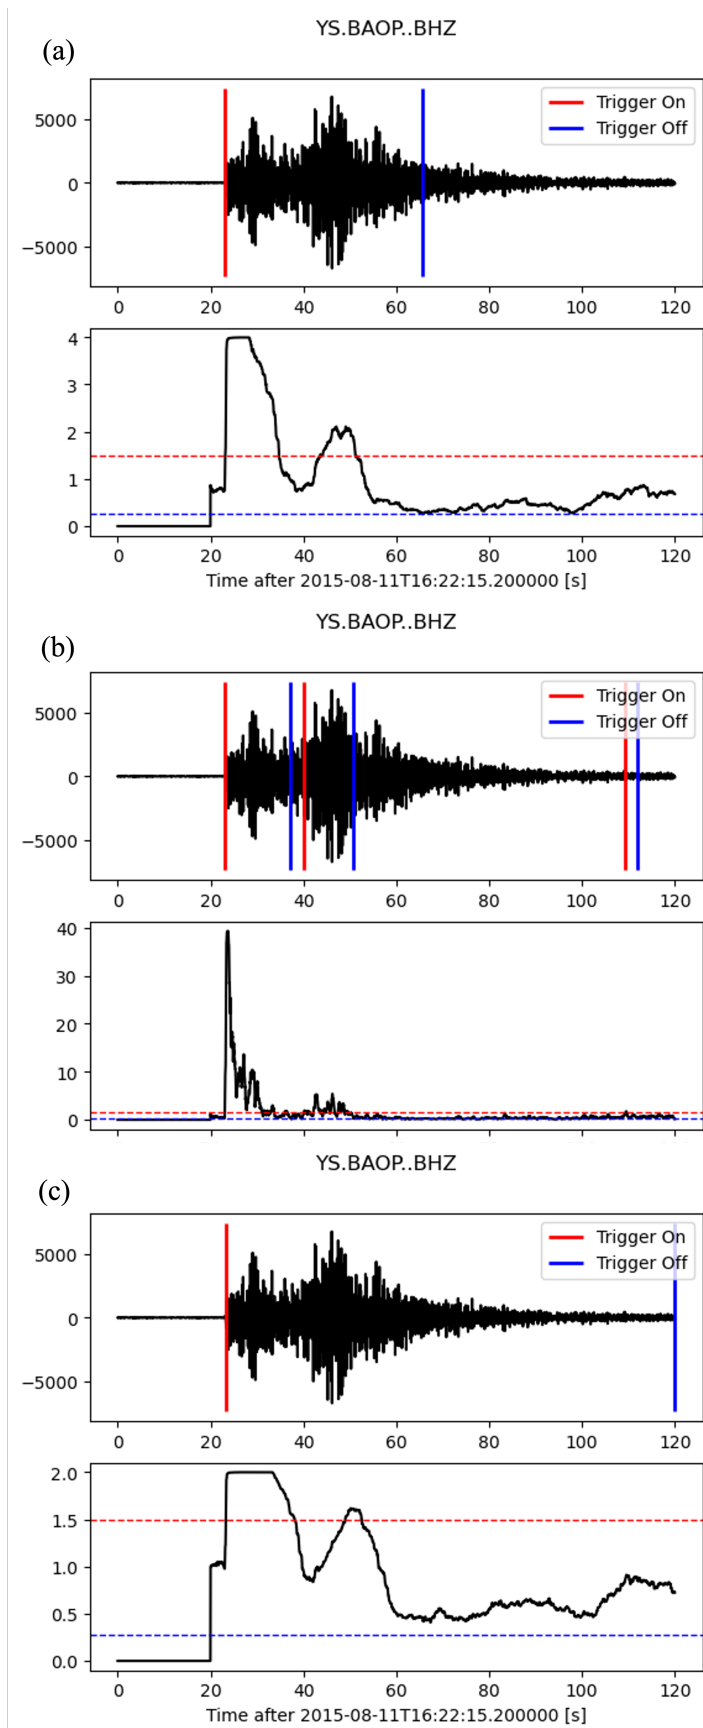 YS.BAOP..BHZ
(a)
5000
0
−5000
Trigger On
Trigger Off
0 20 40 60 80 100 120
4
3
2
1
0
0 20 40 60 80 100 120
Time after 2015-08-11T16:22:15.200000 [s]
YS.BAOP..BHZ
(b)
5000
0
−5000
Trigger On
Trigger Off
0 20 40 60 80 100 120
40
30
20
10
0
YS.BAOP..BHZ
(c)
5000
0
−5000
Trigger On
Trigger Off
0 20 40 60 80 100 120
2.0
1.5
1.0
0.5
0.0
0 20 40 60 80 100 120
Time after 2015-08-11T16:22:15.200000 [s]